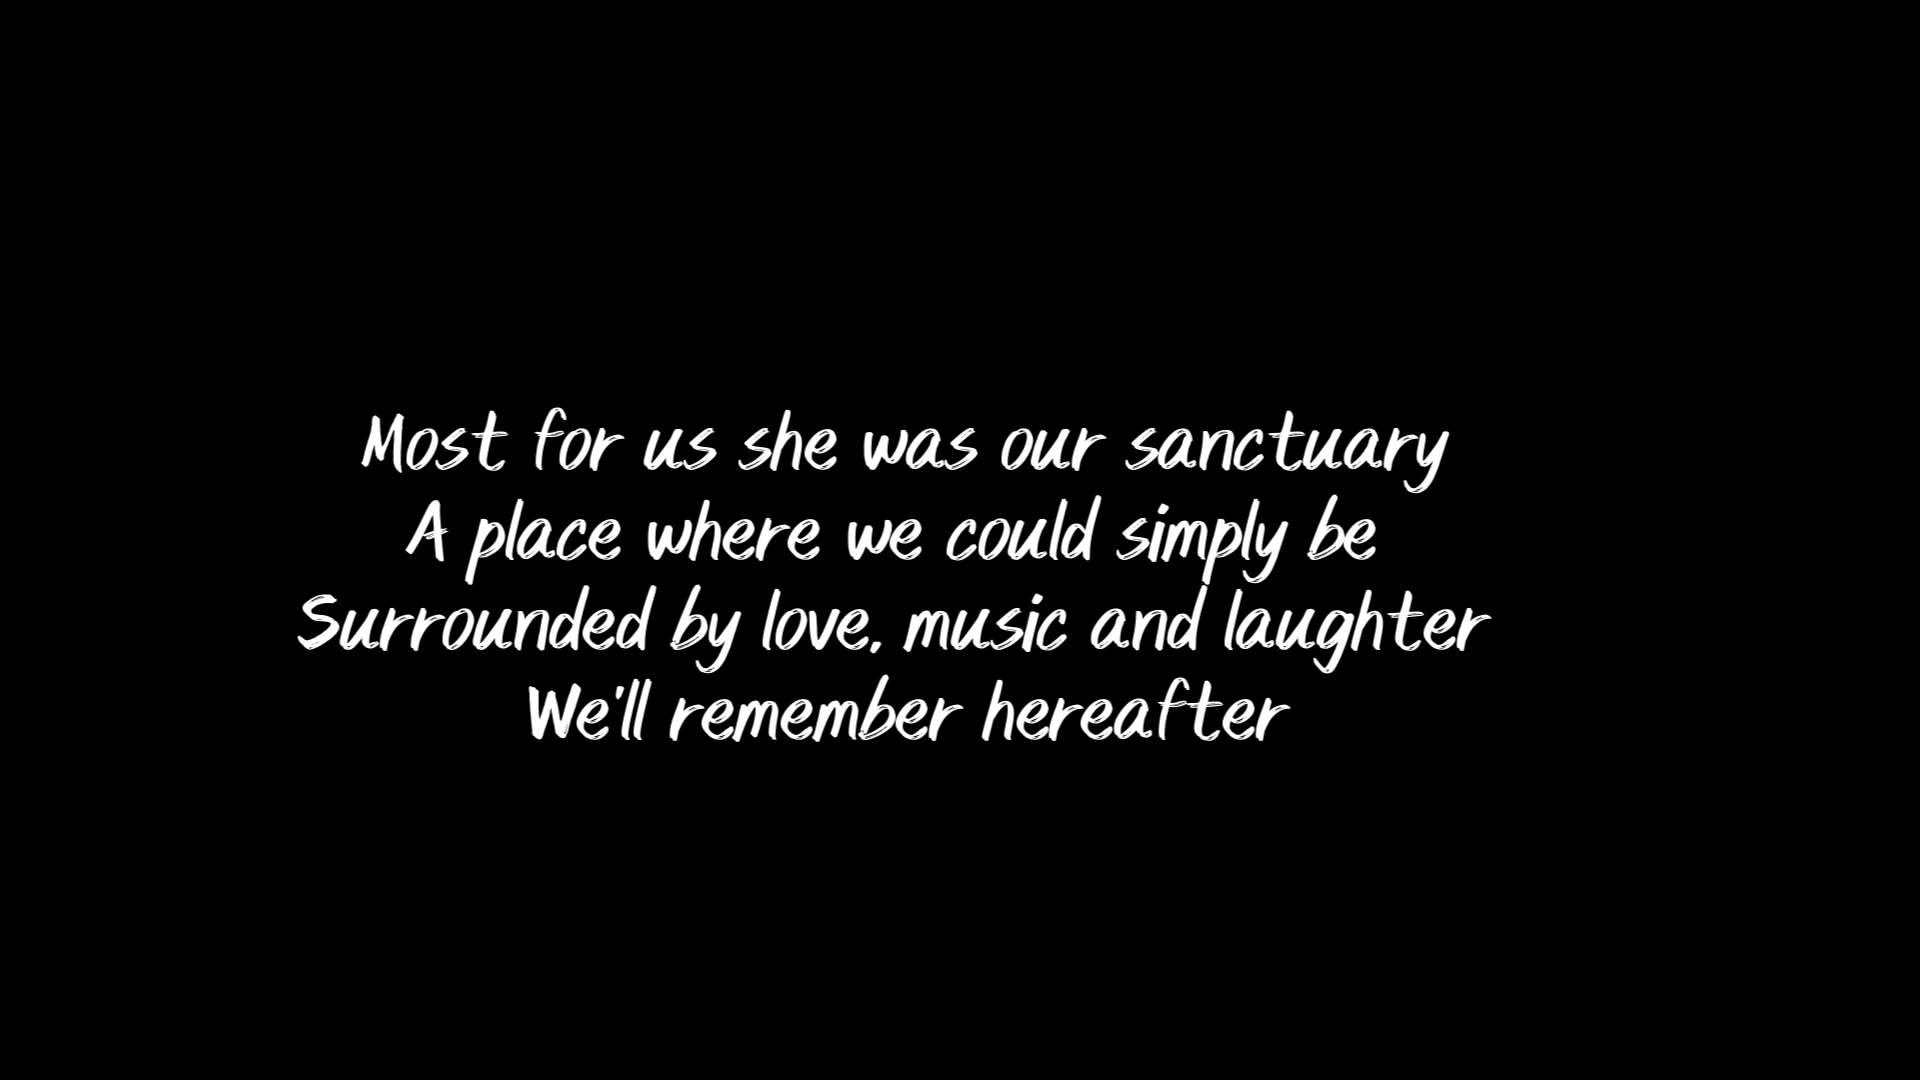 Most for us she was our sanctuary
A place where we could simply be
Surrounded by love, music and laughter
We'll remember hereafter